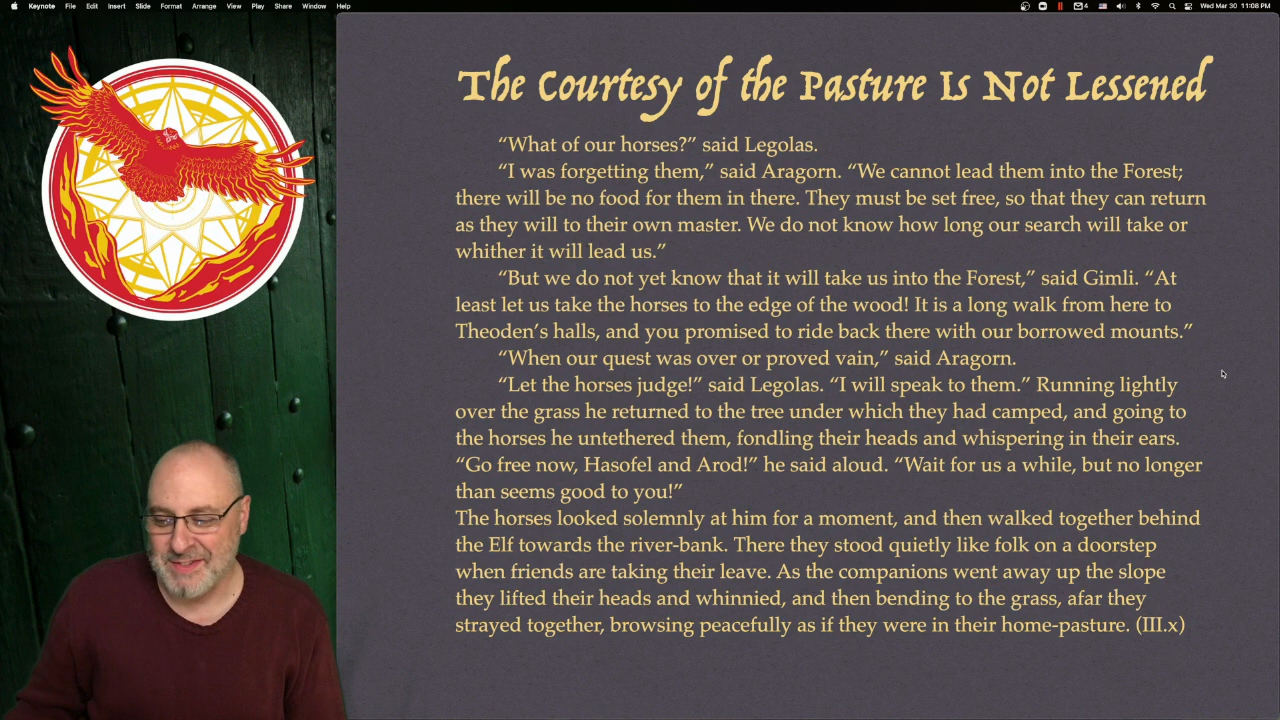 Keynote File Edit Insert Slide Format Arrange View Play Share Window Help 4 Wed Mar 30 11:08 PM
The Courtesy of the Pasture Is Not Lessened
“What of our horses?” said Legolas.
“I was forgetting them,” said Aragorn. “We cannot lead them into the Forest;
there will be no food for them in there. They must be set free, so that they can return
as they will to their own master. We do not know how long our search will take or
whither it will lead us.”
“But we do not yet know that it will take us into the Forest,” said Gimli. “At
least let us take the horses to the edge of the wood! It is a long walk from here to
Theoden’s halls, and you promised to ride back there with our borrowed mounts.”
“When our quest was over or proved vain,” said Aragorn.
“Let the horses judge!” said Legolas. “I will speak to them.” Running lightly
over the grass he returned to the tree under which they had camped, and going to
the horses he untethered them, fondling their heads and whispering in their ears.
“Go free now, Hasofel and Arod!” he said aloud. “Wait for us a while, but no longer
than seems good to you!”
The horses looked solemnly at him for a moment, and then walked together behind
the Elf towards the river-bank. There they stood quietly like folk on a doorstep
when friends are taking their leave. As the companions went away up the slope
they lifted their heads and whinnied, and then bending to the grass, afar they
strayed together, browsing peacefully as if they were in their home-pasture. (III.x)